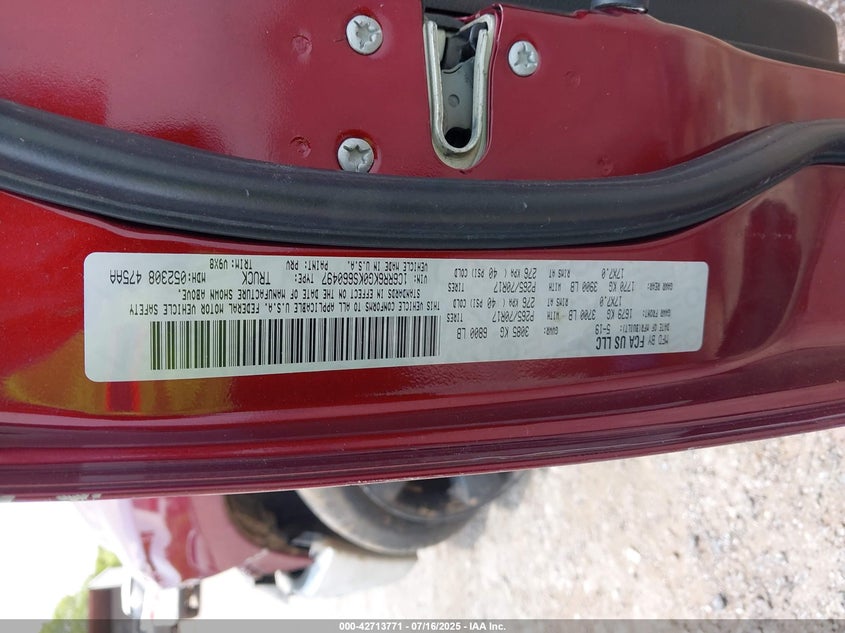 MFD BY FCA US LLC
DATE OF MFR/BUILT: 5-19 GVWR: 3085 KG 6800 LB
GAWR FRONT: 1679 KG 3700 LB WITH P265/70R17 TIRES
17X7.0 RIMS AT 276 KPA ( 40 PSI) COLD
GAWR REAR: 1770 KG 3900 LB WITH P265/70R17 TIRES
17X7.0 RIMS AT 276 KPA ( 40 PSI) COLD
THIS VEHICLE CONFORMS TO ALL APPLICABLE U.S.A. FEDERAL MOTOR VEHICLE SAFETY
STANDARDS IN EFFECT ON THE DATE OF MANUFACTURE SHOWN ABOVE.
VIN: 1C6RR6KG0KS660497 TYPE: TRUCK
PAINT: PRV MDH: 052308 475AA
VEHICLE MADE IN U.S.A. TRIM: V9X8
000-42713771 - 07/16/2025 - IAA Inc.